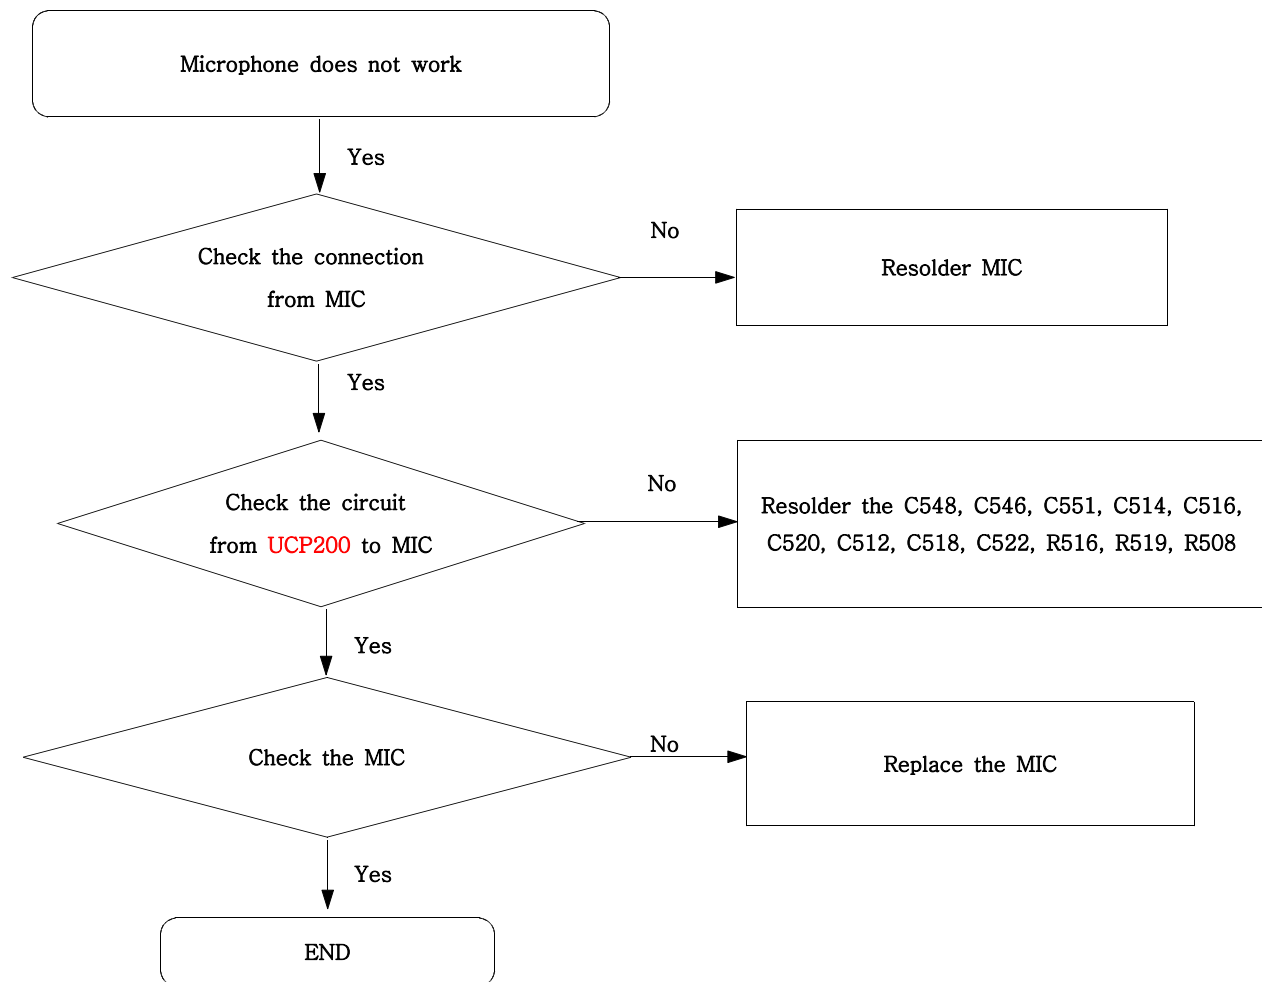 Microphone does not work
Yes
Check the connection
from MIC
No
Resolder MIC
Yes
Check the circuit
from UCP200 to MIC
No
Resolder the C548, C546, C551, C514, C516,
C520, C512, C518, C522, R516, R519, R508
Yes
Check the MIC
No
Replace the MIC
Yes
END